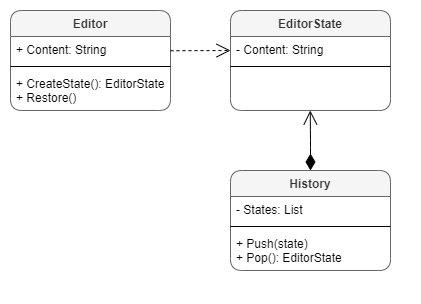 Editor
+ Content: String
+ CreateState(): EditorState
+ Restore()
EditorState
- Content: String
History
- States: List
+ Push(state)
+ Pop(): EditorState